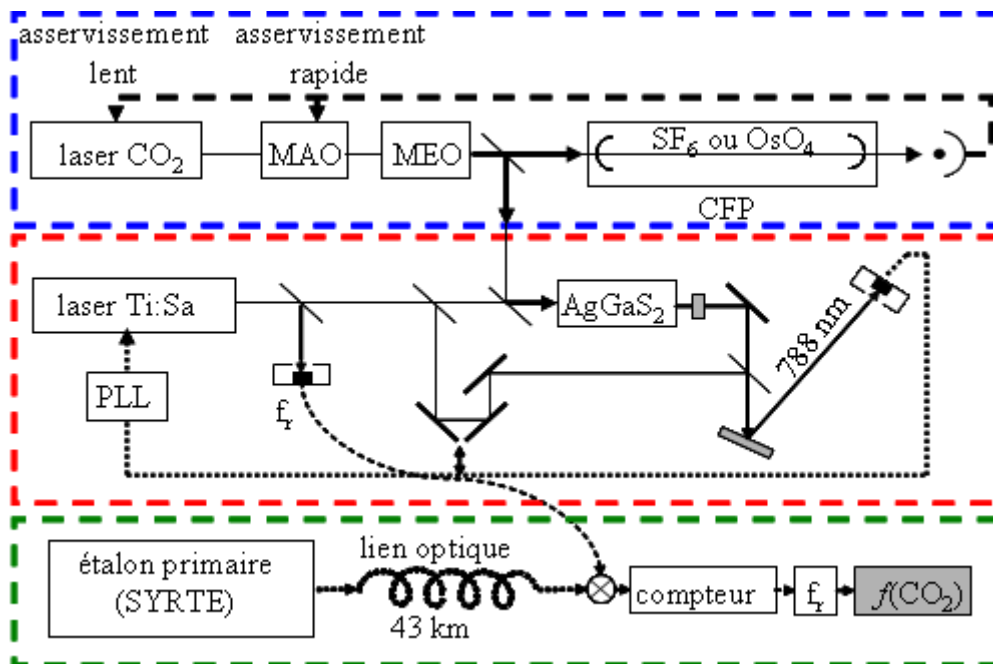 asservissement asservissement
lent rapide
laser CO₂ MAO MEO SF₆ ou OsO₄
CFP
laser Ti:Sa AgGaS₂
788 nm
PLL
fᵣ
étalon primaire
(SYRTE)
lien optique
43 km
compteur fᵣ f(CO₂)